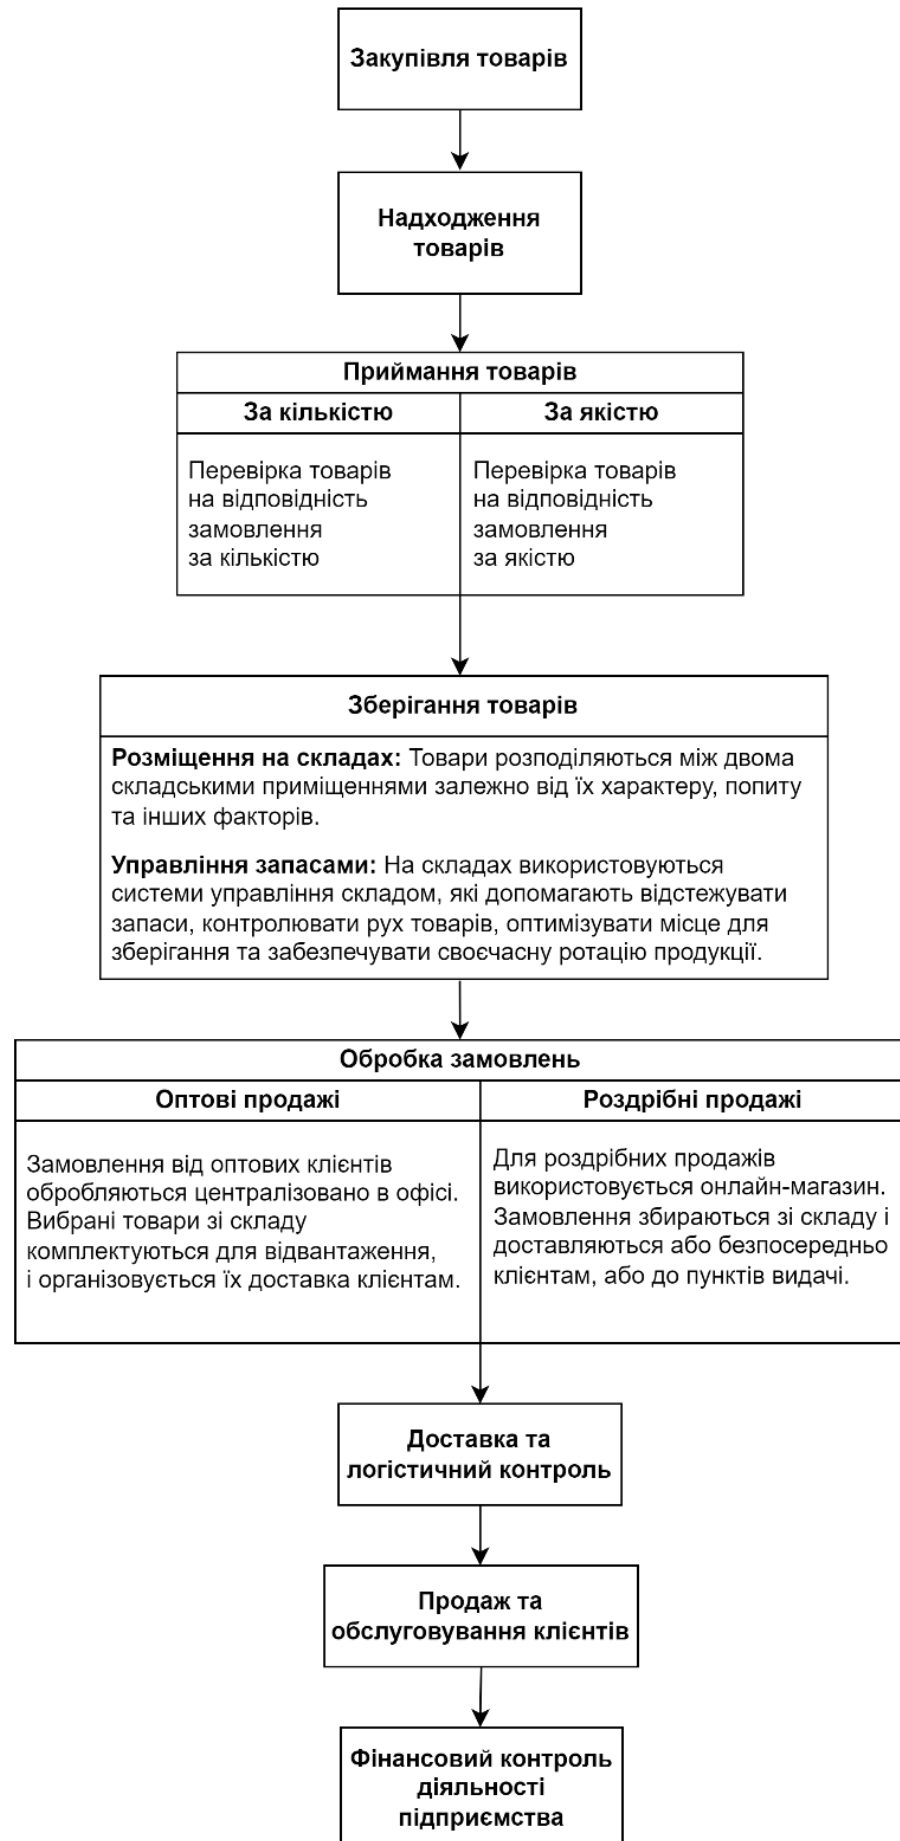 Закупівля товарів
Надходження
товарів
Приймання товарів
За кількістю
За якістю
Перевірка товарів
на відповідність
замовлення
за кількістю
Перевірка товарів
на відповідність
замовлення
за якістю
Зберігання товарів
Розміщення на складах: Товари розподіляються між двома
складськими приміщеннями залежно від їх характеру, попиту
та інших факторів.
Управління запасами: На складах використовуються
системи управління складом, які допомагають відстежувати
запаси, контролювати рух товарів, оптимізувати місце для
зберігання та забезпечувати своєчасну ротацію продукції.
Обробка замовлень
Оптові продажі
Роздрібні продажі
Замовлення від оптових клієнтів
обробляються централізовано в офісі.
Вибрані товари зі складу
комплектуються для відвантаження,
і організовується їх доставка клієнтам.
Для роздрібних продажів
використовується онлайн-магазин.
Замовлення збираються зі складу і
доставляються або безпосередньо
клієнтам, або до пунктів видачі.
Доставка та
логістичний контроль
Продаж та
обслуговування клієнтів
Фінансовий контроль
діяльності
підприємства